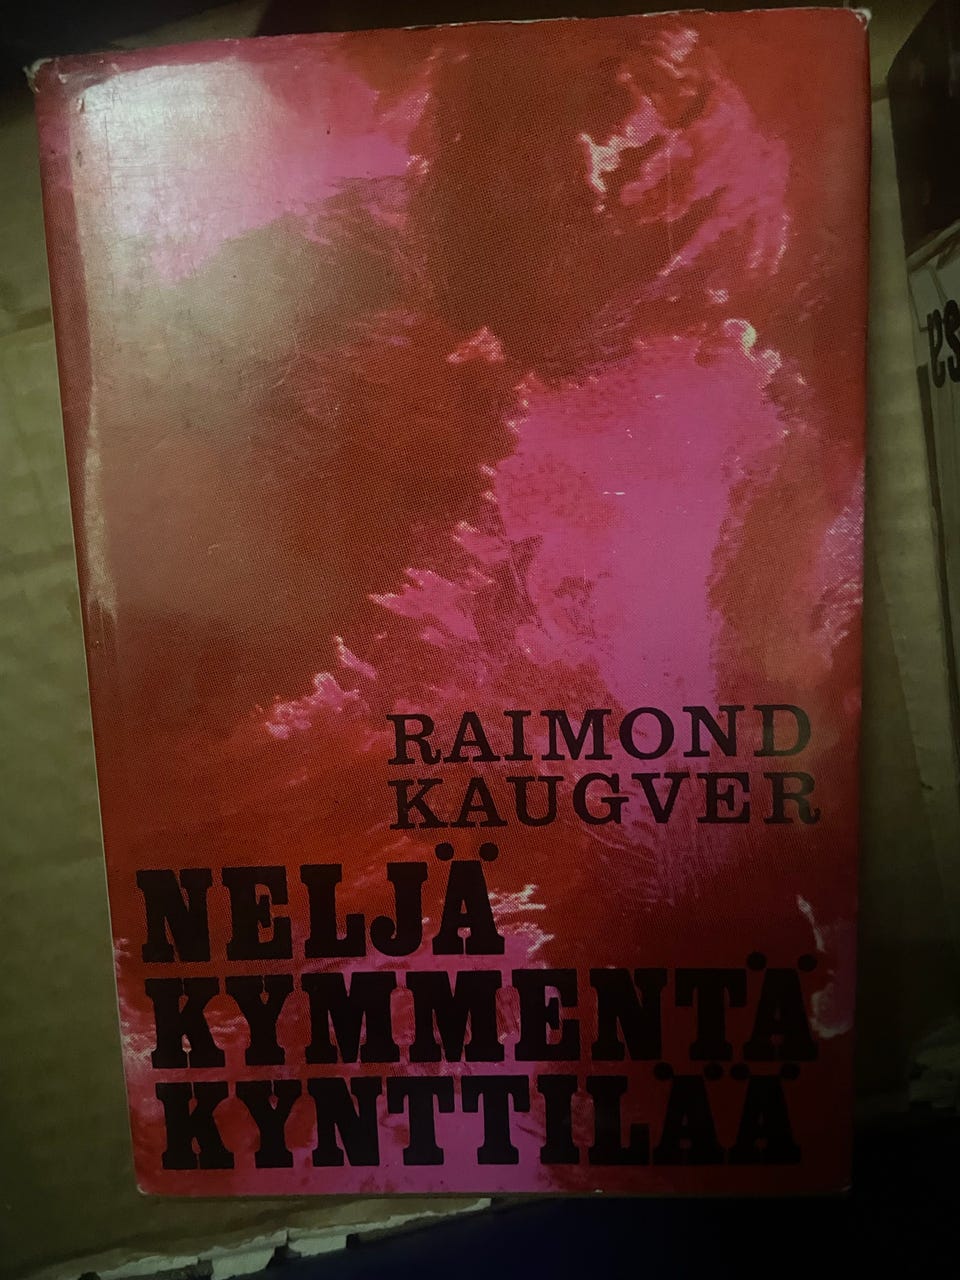 RAIMOND
KAUGVER
NELJÄ
KYMMENTÄ
KYNTTILÄÄ